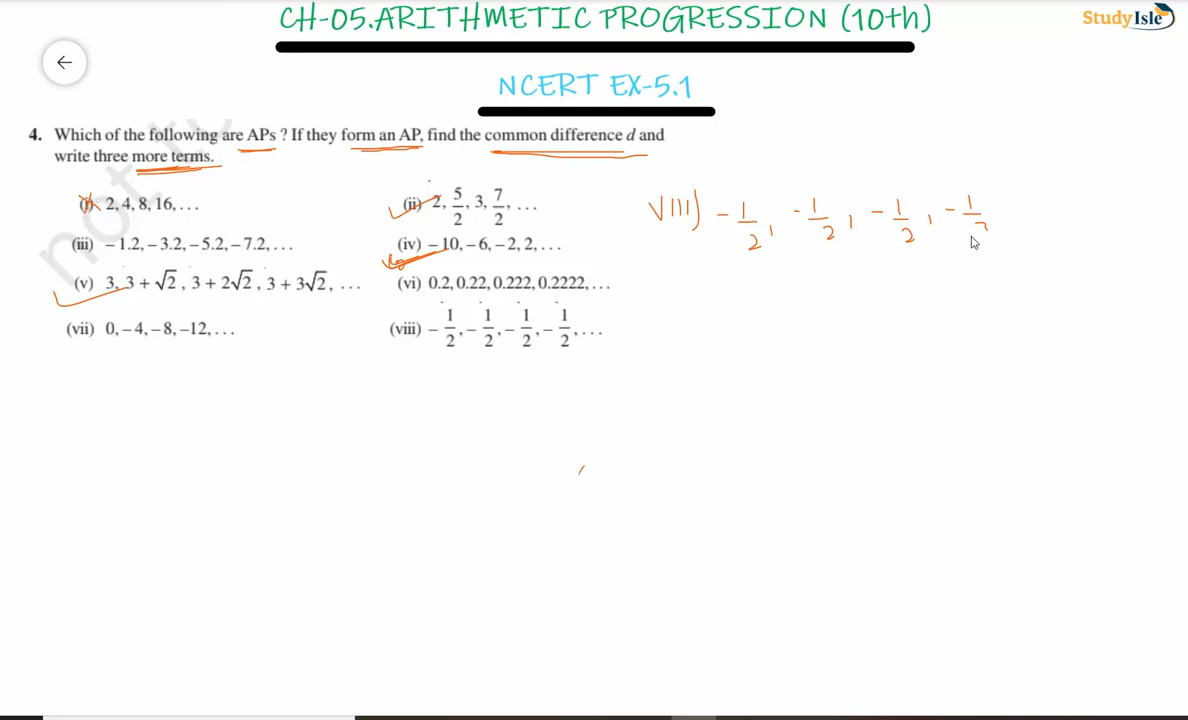 CH-05.ARITHMETIC PROGRESSION (10th)
StudyIsle
NCERT EX-5.1
4. Which of the following are APs ? If they form an AP, find the common difference d and
write three more terms.
(i) 2, 4, 8, 16, . . .
(ii) 2, 5/2, 3, 7/2, . . .
(iii) – 1.2, – 3.2, – 5.2, – 7.2, . . .
(iv) – 10, – 6, – 2, 2, . . .
(v) 3, 3 + √2, 3 + 2√2, 3 + 3√2, . . .
(vi) 0.2, 0.22, 0.222, 0.2222, . . .
(vii) 0, – 4, – 8, –12, . . .
(viii) – 1/2, – 1/2, – 1/2, – 1/2, . . .
VIII) - 1/2, - 1/2, - 1/2, - 1/2
not